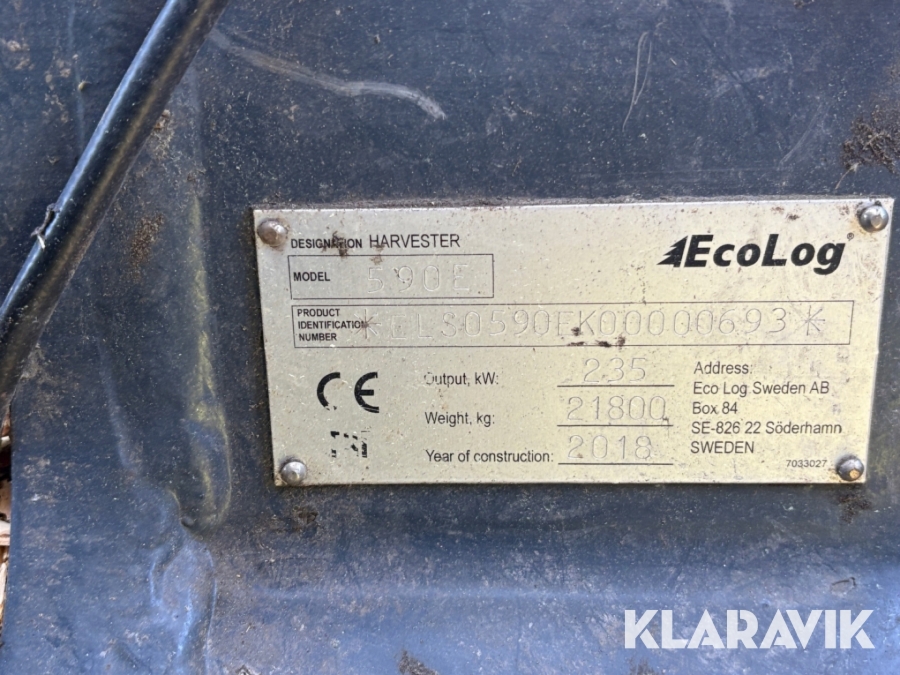 DESIGNATION HARVESTER
EcoLog®
MODEL 590E
PRODUCT IDENTIFICATION NUMBER *ELS0590EK00000693*
CE
Output, kW: 235
Weight, kg: 21800
Year of construction: 2018
Address:
Eco Log Sweden AB
Box 84
SE-826 22 Söderhamn
SWEDEN
7033027
KLARAVIK